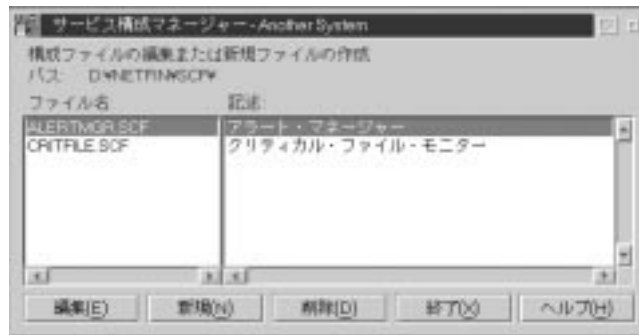 サービス構成マネージャー - Another System
構成ファイルの編集または新規ファイルの作成
パス: D:¥NETFIN¥SCF¥
ファイル名 記述
ALERTMGR.SCF アラート・マネージャー
CRITFILE.SCF クリティカル・ファイル・モニター
編集(E) 新規(N) 削除(D) 終了(X) ヘルプ(H)